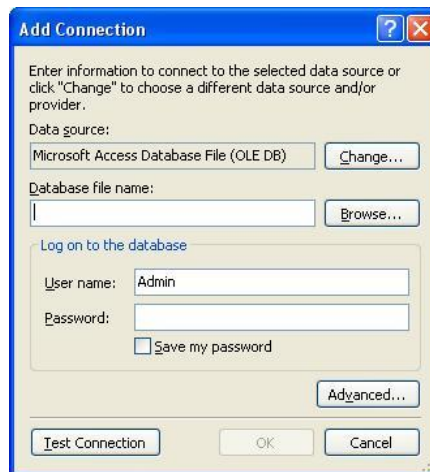 Add Connection
Enter information to connect to the selected data source or
click "Change" to choose a different data source and/or
provider.
Data source:
Microsoft Access Database File (OLE DB)
Change...
Database file name:
Browse...
Log on to the database
User name:
Admin
Password:
Save my password
Advanced...
Test Connection
OK
Cancel